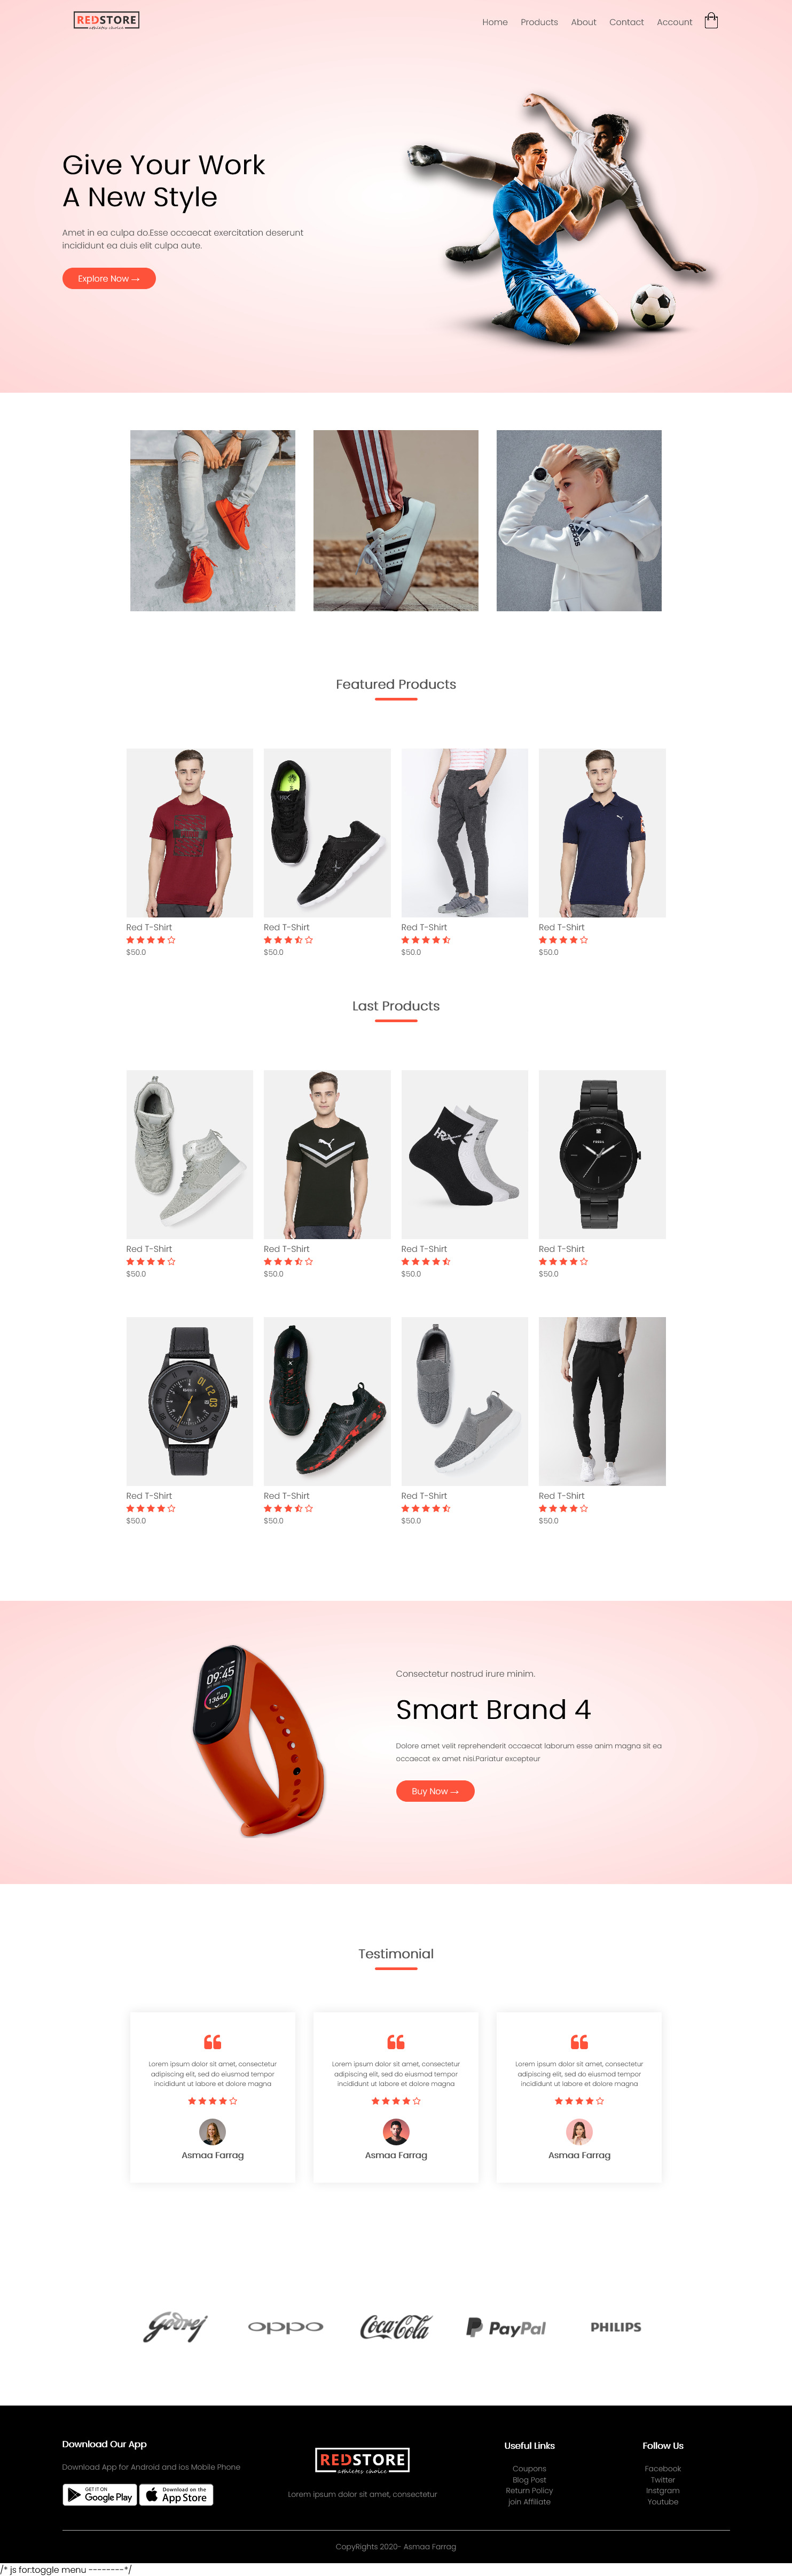 REDSTORE
athletes choice
Home Products About Contact Account
Give Your Work
A New Style
Amet in ea culpa do.Esse occaecat exercitation deserunt
incididunt ea duis elit culpa aute.
Explore Now →
adidas
Featured Products
HRX
Red T-Shirt
$50.0
Red T-Shirt
$50.0
Red T-Shirt
$50.0
Red T-Shirt
$50.0
Last Products
HRX
FOSSIL
Red T-Shirt
$50.0
Red T-Shirt
$50.0
Red T-Shirt
$50.0
Red T-Shirt
$50.0
01 12 03
Red T-Shirt
$50.0
Red T-Shirt
$50.0
Red T-Shirt
$50.0
Red T-Shirt
$50.0
09:45
13640
Consectetur nostrud irure minim.
Smart Brand 4
Dolore amet velit reprehenderit occaecat laborum esse anim magna sit ea
occaecat ex amet nisi.Pariatur excepteur
Buy Now →
Testimonial
Lorem ipsum dolor sit amet, consectetur
adipiscing elit, sed do eiusmod tempor
incididunt ut labore et dolore magna
Asmaa Farrag
Lorem ipsum dolor sit amet, consectetur
adipiscing elit, sed do eiusmod tempor
incididunt ut labore et dolore magna
Asmaa Farrag
Lorem ipsum dolor sit amet, consectetur
adipiscing elit, sed do eiusmod tempor
incididunt ut labore et dolore magna
Asmaa Farrag
Godrej
oppo
Coca-Cola
PayPal
PHILIPS
Download Our App
Download App for Android and ios Mobile Phone
GET IT ON
Google Play
Download on the
App Store
REDSTORE
athletes choice
Lorem ipsum dolor sit amet, consectetur
Useful Links
Coupons
Blog Post
Return Policy
join Affiliate
Follow Us
Facebook
Twitter
Instgram
Youtube
CopyRights 2020- Asmaa Farrag
/* js for:toggle menu --------*/